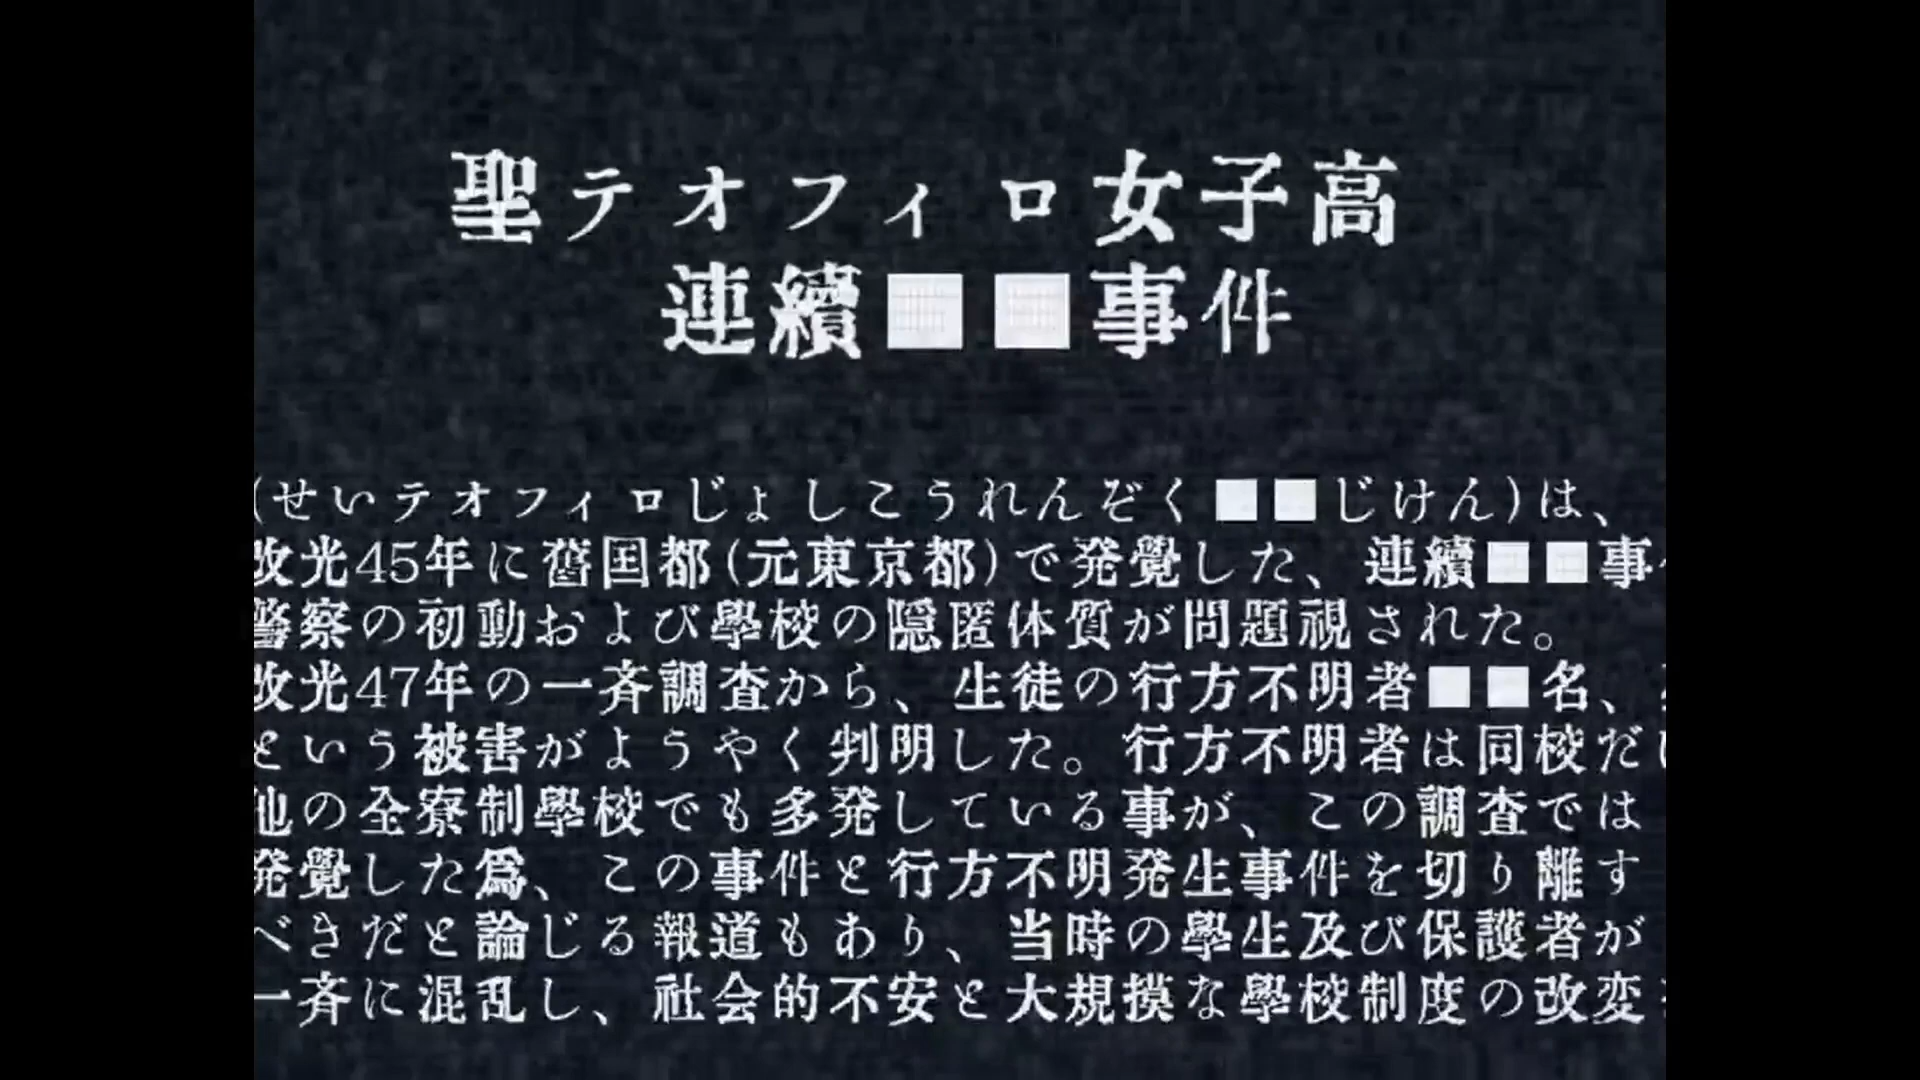 聖テオフィロ女子高
連續■■事件
(せいテオフィロじょしこうれんぞく■■じけん)は、
改光45年に舊国都(元東京都)で発覺した、連續■■事
警察の初動および學校の隠匿体質が問題視された。
改光47年の一斉調査から、生徒の行方不明者■■名、
という被害がようやく判明した。行方不明者は同校だ
他の全寮制學校でも多発している事が、この調査では
発覺した爲、この事件と行方不明発生事件を切り離す
べきだと論じる報道もあり、当時の學生及び保護者が
一斉に混乱し、社会的不安と大規摸な學校制度の改変